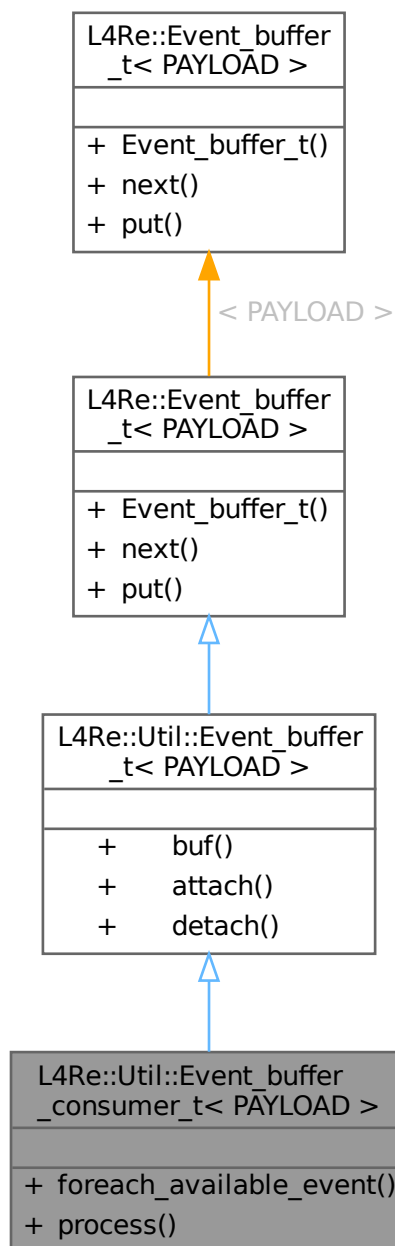 L4Re::Event_buffer
_t< PAYLOAD >
+ Event_buffer_t()
+ next()
+ put()
< PAYLOAD >
L4Re::Event_buffer
_t< PAYLOAD >
+ Event_buffer_t()
+ next()
+ put()
L4Re::Util::Event_buffer
_t< PAYLOAD >
+ buf()
+ attach()
+ detach()
L4Re::Util::Event_buffer
_consumer_t< PAYLOAD >
+ foreach_available_event()
+ process()